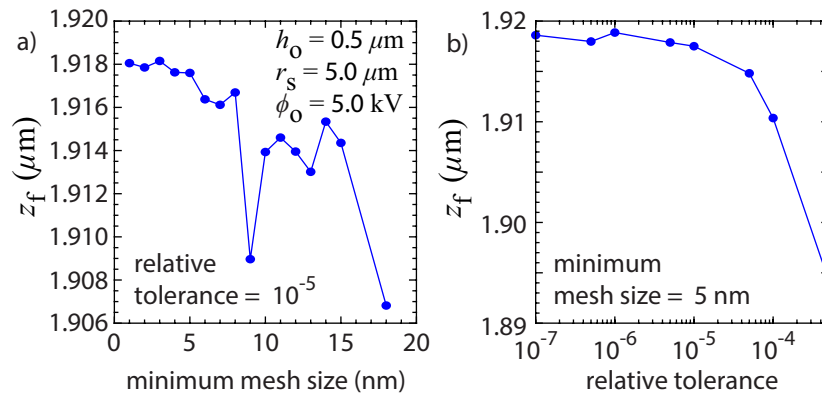 a)
h_o = 0.5 μm
r_s = 5.0 μm
ϕ_o = 5.0 kV
relative
tolerance = 10^-5
z_f (μm)
1.920
1.918
1.916
1.914
1.912
1.910
1.908
1.906
0 5 10 15 20
minimum mesh size (nm)
b)
minimum
mesh size = 5 nm
z_f (μm)
1.92
1.91
1.90
1.89
10^-7 10^-6 10^-5 10^-4
relative tolerance